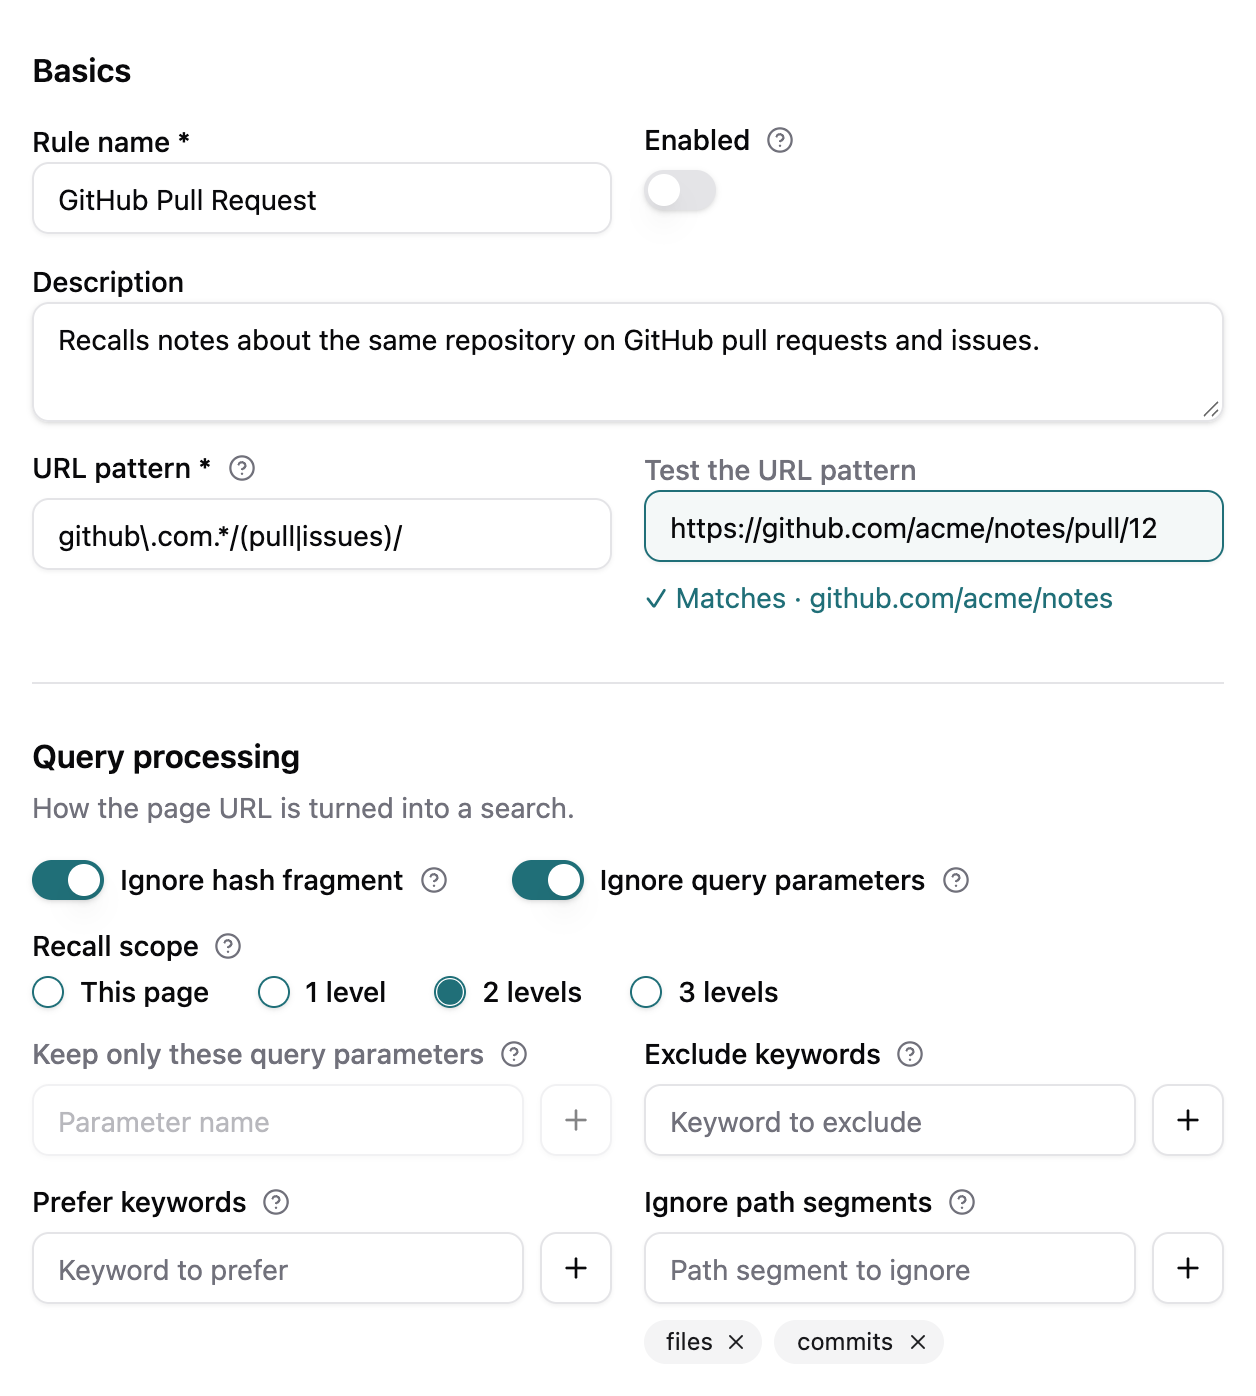 Basics
Rule name *
Enabled
GitHub Pull Request
Description
Recalls notes about the same repository on GitHub pull requests and issues.
URL pattern *
Test the URL pattern
github\.com.*/(pull|issues)/
https://github.com/acme/notes/pull/12
✓ Matches · github.com/acme/notes
Query processing
How the page URL is turned into a search.
Ignore hash fragment
Ignore query parameters
Recall scope
This page
1 level
2 levels
3 levels
Keep only these query parameters
Exclude keywords
Parameter name
Keyword to exclude
Prefer keywords
Ignore path segments
Keyword to prefer
Path segment to ignore
files
commits